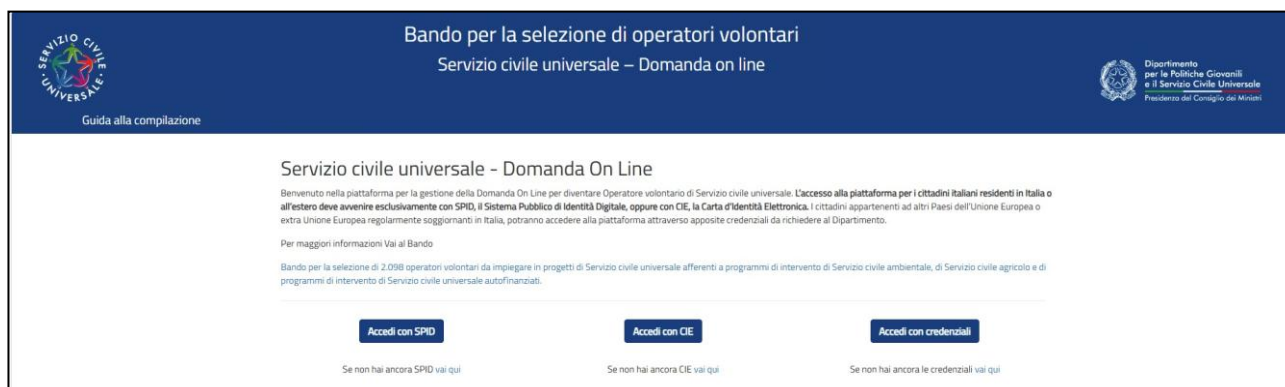 SERVIZIO CIVILE UNIVERSALE
Bando per la selezione di operatori volontari
Servizio civile universale – Domanda on line
Dipartimento
per le Politiche Giovanili
e il Servizio Civile Universale
Presidenza del Consiglio dei Ministri
Guida alla compilazione
Servizio civile universale - Domanda On Line
Benvenuto nella piattaforma per la gestione della Domanda On Line per diventare Operatore volontario di Servizio civile universale. L'accesso alla piattaforma per i cittadini italiani residenti in Italia o
all'estero deve avvenire esclusivamente con SPID, il Sistema Pubblico di Identità Digitale, oppure con CIE, la Carta d'Identità Elettronica. I cittadini appartenenti ad altri Paesi dell'Unione Europea o
extra Unione Europea regolarmente soggiornanti in Italia, potranno accedere alla piattaforma attraverso apposite credenziali da richiedere al Dipartimento.
Per maggiori informazioni Vai al Bando
Bando per la selezione di 2.098 operatori volontari da impiegare in progetti di Servizio civile universale afferenti a programmi di intervento di Servizio civile ambientale, di Servizio civile agricolo e di
programmi di intervento di Servizio civile universale autofinanziati.
Accedi con SPID
Accedi con CIE
Accedi con credenziali
Se non hai ancora SPID vai qui
Se non hai ancora CIE vai qui
Se non hai ancora le credenziali vai qui